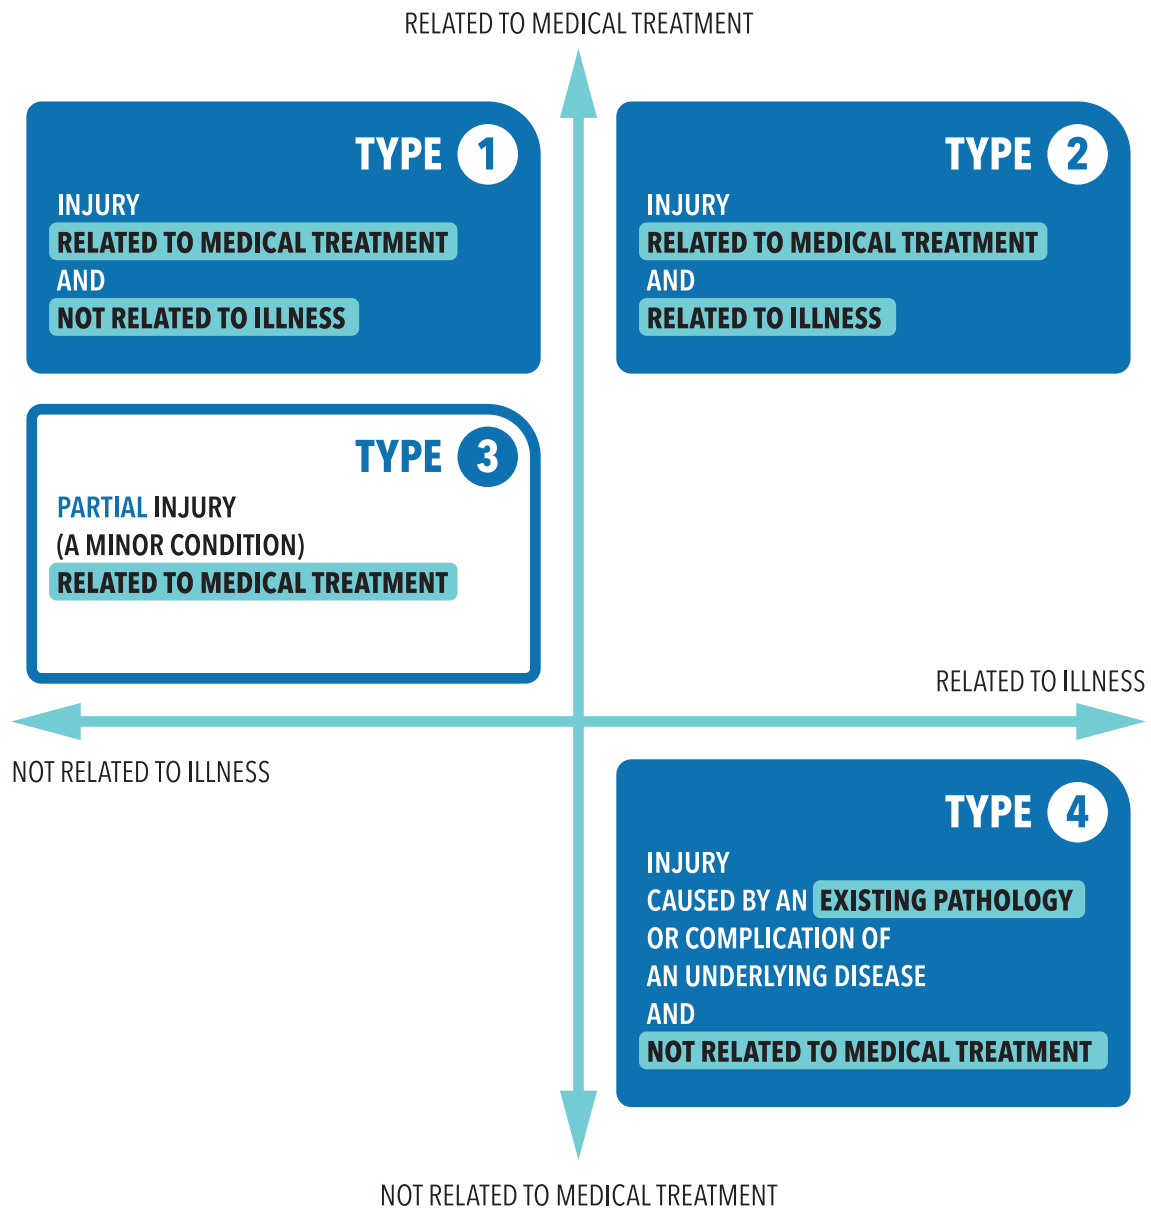 RELATED TO MEDICAL TREATMENT
TYPE 1
INJURY
RELATED TO MEDICAL TREATMENT
AND
NOT RELATED TO ILLNESS
TYPE 2
INJURY
RELATED TO MEDICAL TREATMENT
AND
RELATED TO ILLNESS
TYPE 3
PARTIAL INJURY
(A MINOR CONDITION)
RELATED TO MEDICAL TREATMENT
RELATED TO ILLNESS
NOT RELATED TO ILLNESS
TYPE 4
INJURY
CAUSED BY AN EXISTING PATHOLOGY
OR COMPLICATION OF
AN UNDERLYING DISEASE
AND
NOT RELATED TO MEDICAL TREATMENT
NOT RELATED TO MEDICAL TREATMENT